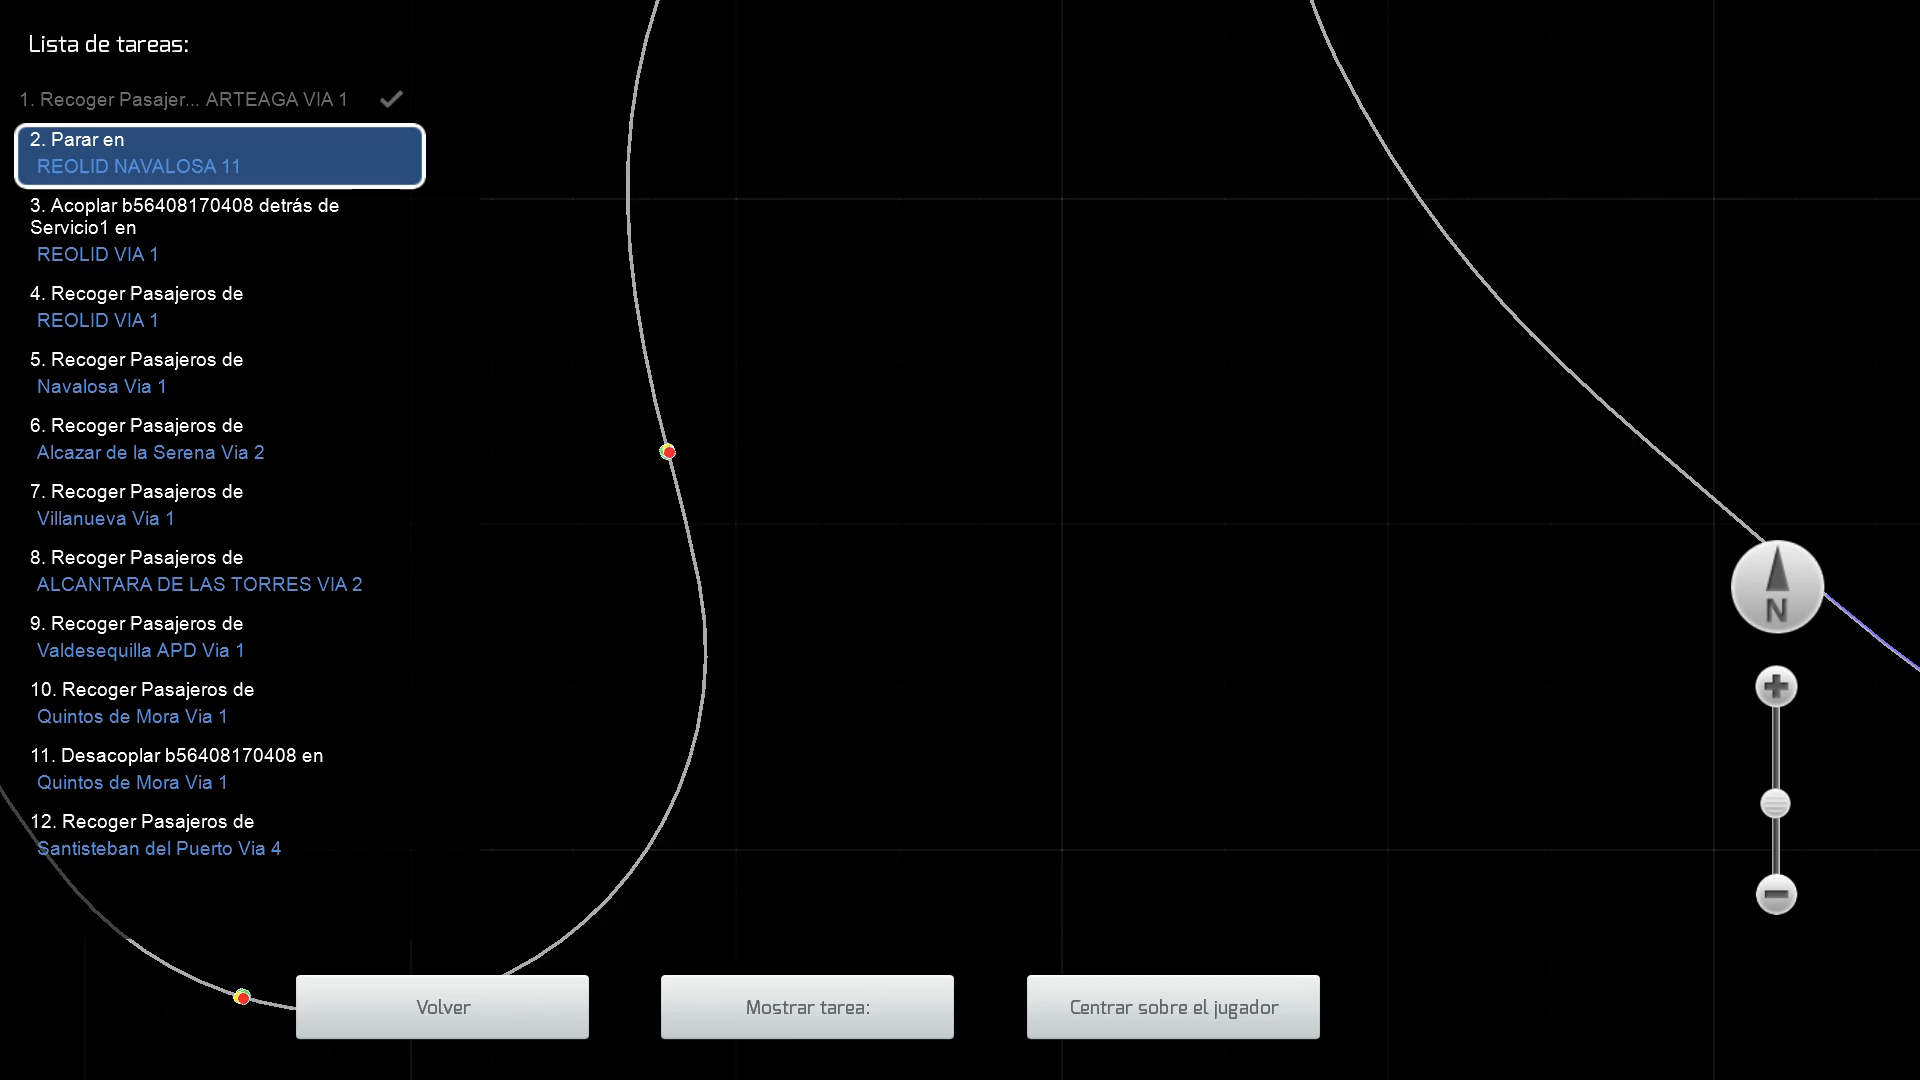 Lista de tareas:
1. Recoger Pasajer... ARTEAGA VIA 1
2. Parar en
REOLID NAVALOSA 11
3. Acoplar b56408170408 detrás de
Servicio1 en
REOLID VIA 1
4. Recoger Pasajeros de
REOLID VIA 1
5. Recoger Pasajeros de
Navalosa Via 1
6. Recoger Pasajeros de
Alcazar de la Serena Via 2
7. Recoger Pasajeros de
Villanueva Via 1
8. Recoger Pasajeros de
ALCANTARA DE LAS TORRES VIA 2
9. Recoger Pasajeros de
Valdesequilla APD Via 1
10. Recoger Pasajeros de
Quintos de Mora Via 1
11. Desacoplar b56408170408 en
Quintos de Mora Via 1
12. Recoger Pasajeros de
Santisteban del Puerto Via 4
N
Volver
Mostrar tarea:
Centrar sobre el jugador